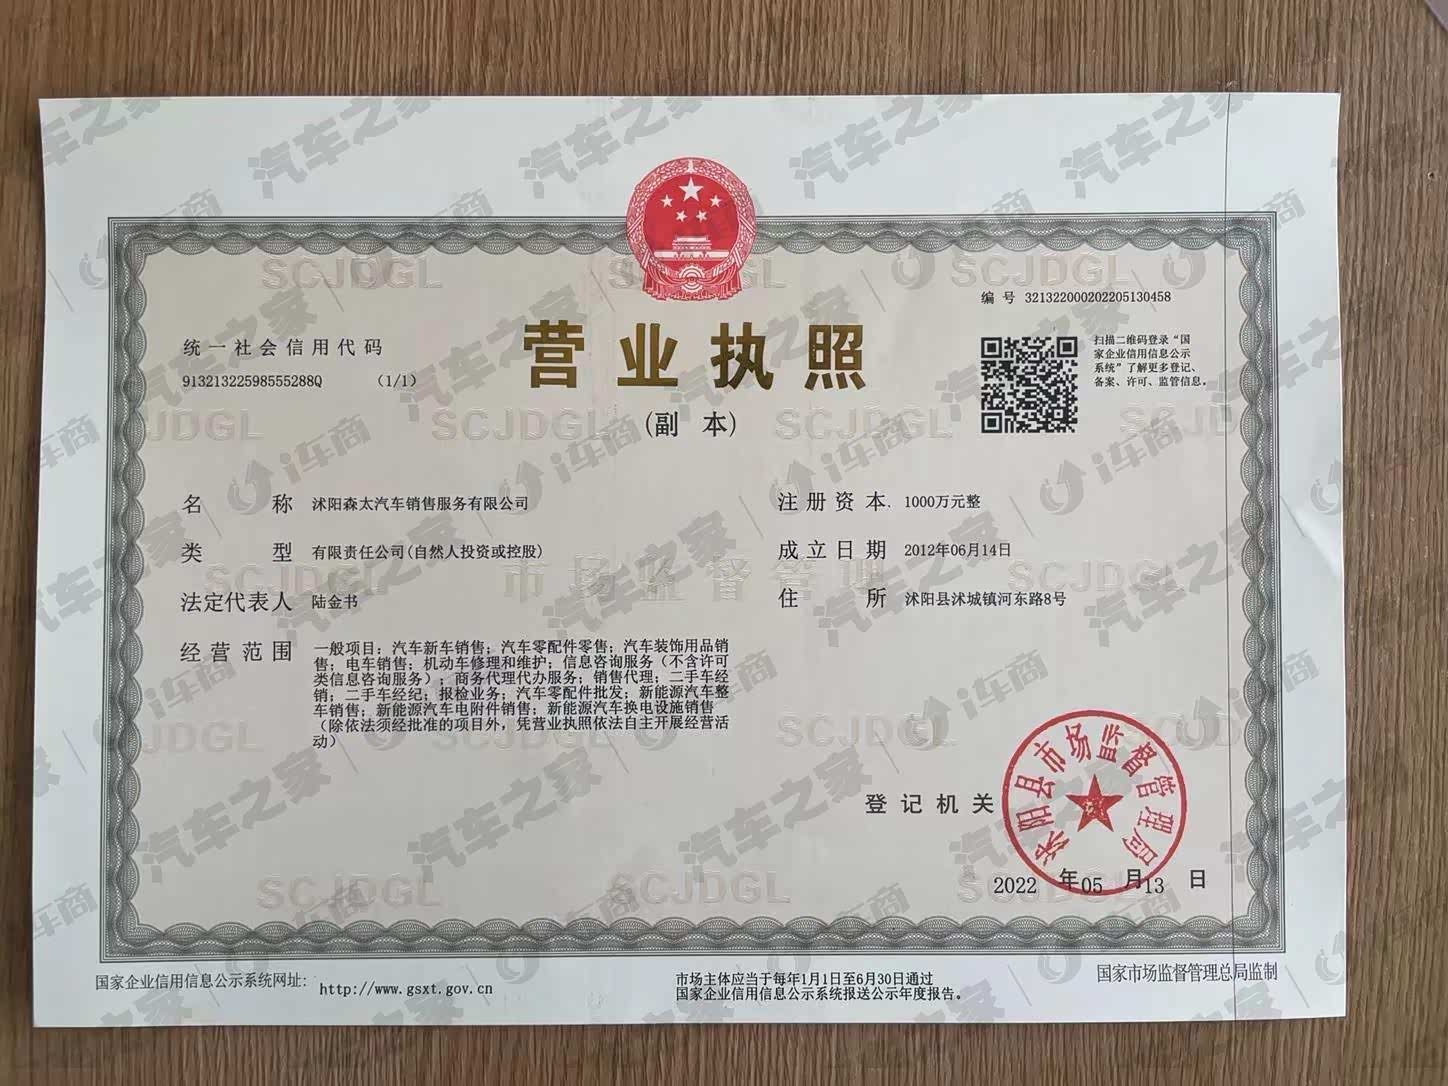 编 号 321322000202205130458
统一社会信用代码
91321322598555288Q （1/1）
营业执照
(副 本)
扫描二维码登录“国
家企业信用信息公示
系统”了解更多登记、
备案、许可、监管信息。
名 称 沭阳森太汽车销售服务有限公司
类 型 有限责任公司(自然人投资或控股)
法定代表人 陆金书
经营范围 一般项目：汽车新车销售；汽车零配件零售；汽车装饰用品销
售；电车销售；机动车修理和维护；信息咨询服务（不含许可
类信息咨询服务）；商务代理代办服务；销售代理；二手车经
销；二手车经纪；报检业务；汽车零配件批发；新能源汽车整
车销售；新能源汽车电附件销售；新能源汽车换电设施销售
（除依法须经批准的项目外，凭营业执照依法自主开展经营活
动）
注册资本 1000万元整
成立日期 2012年06月14日
住 所 沭阳县沭城镇河东路8号
登记机关
沭阳县市场监督管理局
2022 年05 月13 日
国家企业信用信息公示系统网址: http://www.gsxt.gov.cn
市场主体应当于每年1月1日至6月30日通过
国家企业信用信息公示系统报送公示年度报告。
国家市场监督管理总局监制
SCJDGL
市场监督管理
汽车之家
i车商